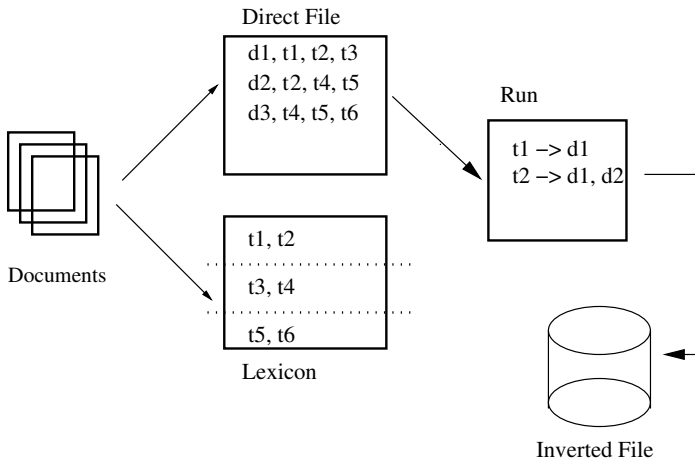 Direct File
d1, t1, t2, t3
d2, t2, t4, t5
d3, t4, t5, t6
Run
t1 −> d1
t2 −> d1, d2
Documents
t1, t2
t3, t4
t5, t6
Lexicon
Inverted File